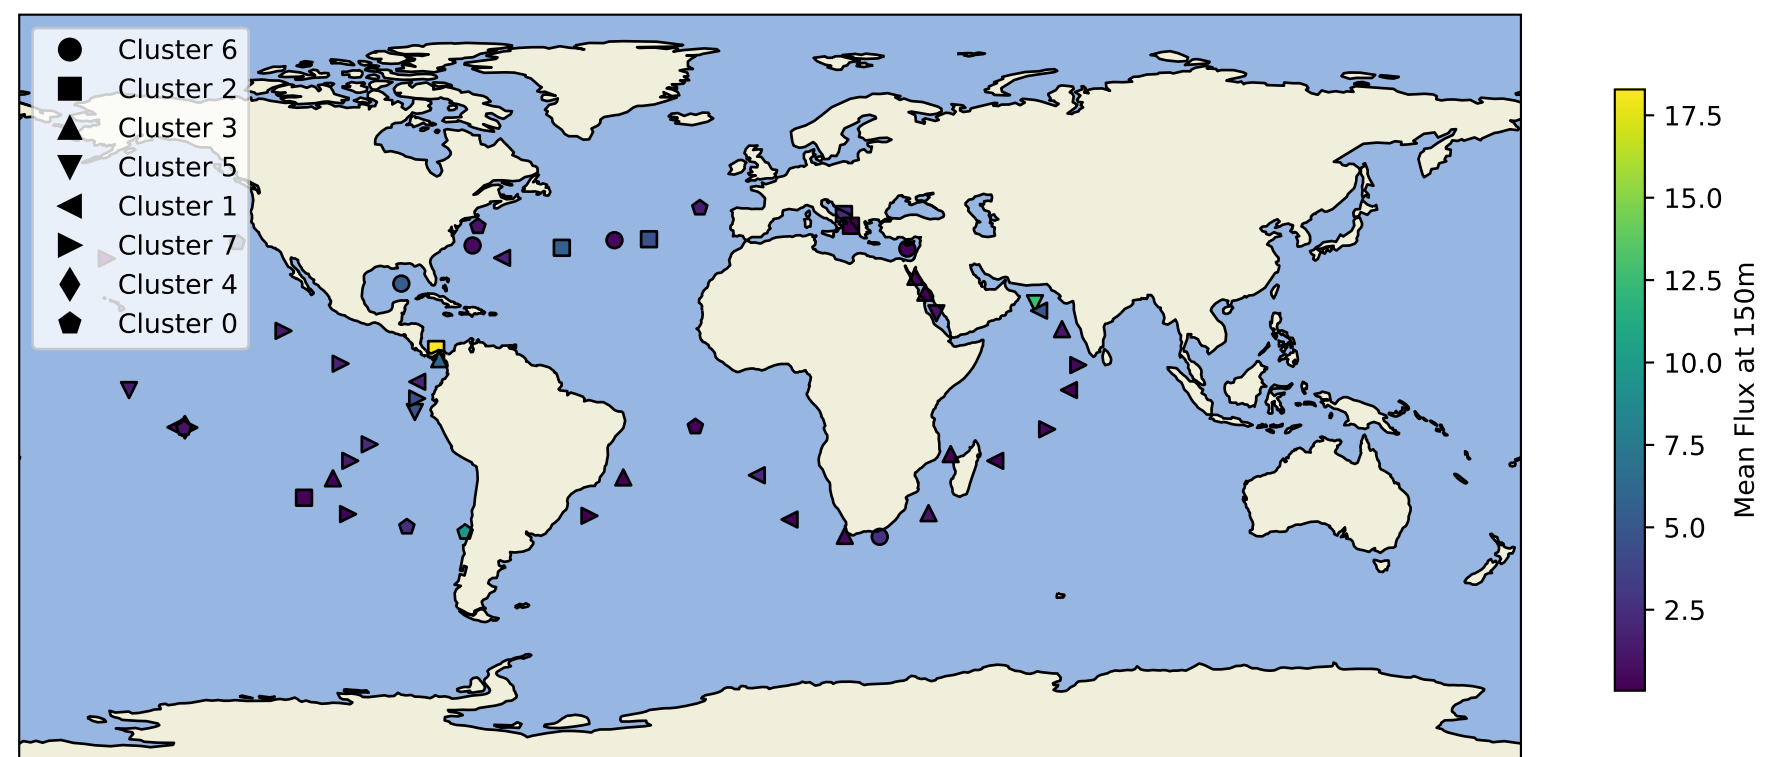 Cluster 6
Cluster 2
Cluster 3
Cluster 5
Cluster 1
Cluster 7
Cluster 4
Cluster 0
17.5
15.0
12.5
10.0
7.5
5.0
2.5
Mean Flux at 150m